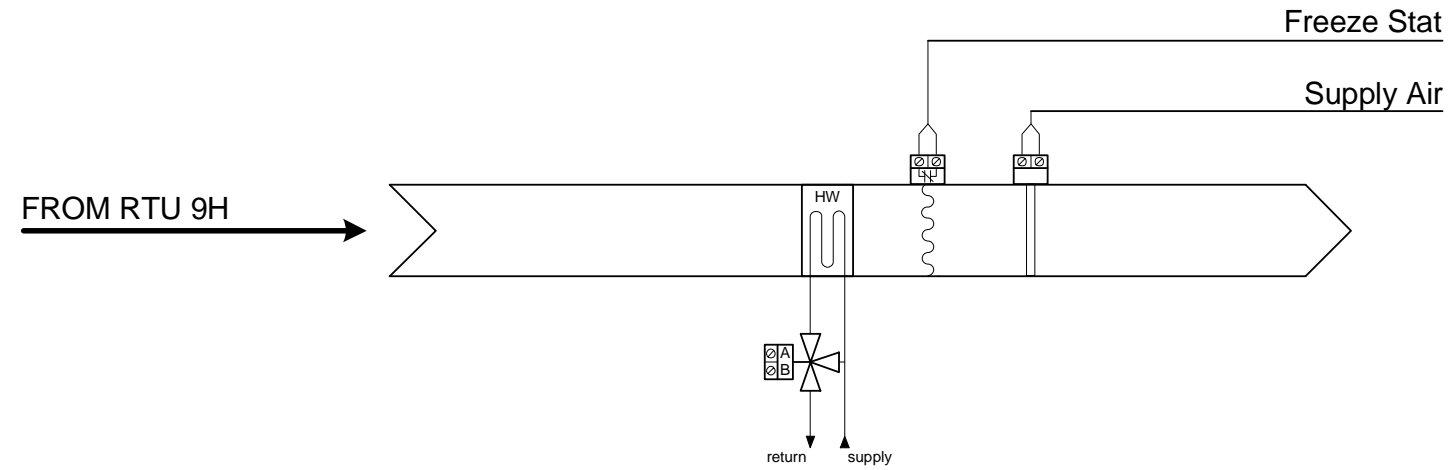 Freeze Stat
Supply Air
FROM RTU 9H
HW
A
B
return
supply